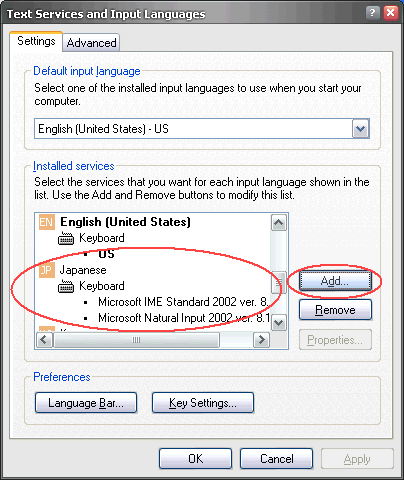 Text Services and Input Languages
Settings
Advanced
Default input language
Select one of the installed input languages to use when you start your
computer.
English (United States) - US
Installed services
Select the services that you want for each input language shown in the
list. Use the Add and Remove buttons to modify this list.
EN English (United States)
Keyboard
• US
JP Japanese
Keyboard
• Microsoft IME Standard 2002 ver. 8.
• Microsoft Natural Input 2002 ver. 8.1
Add...
Remove
Properties...
Preferences
Language Bar...
Key Settings...
OK
Cancel
Apply